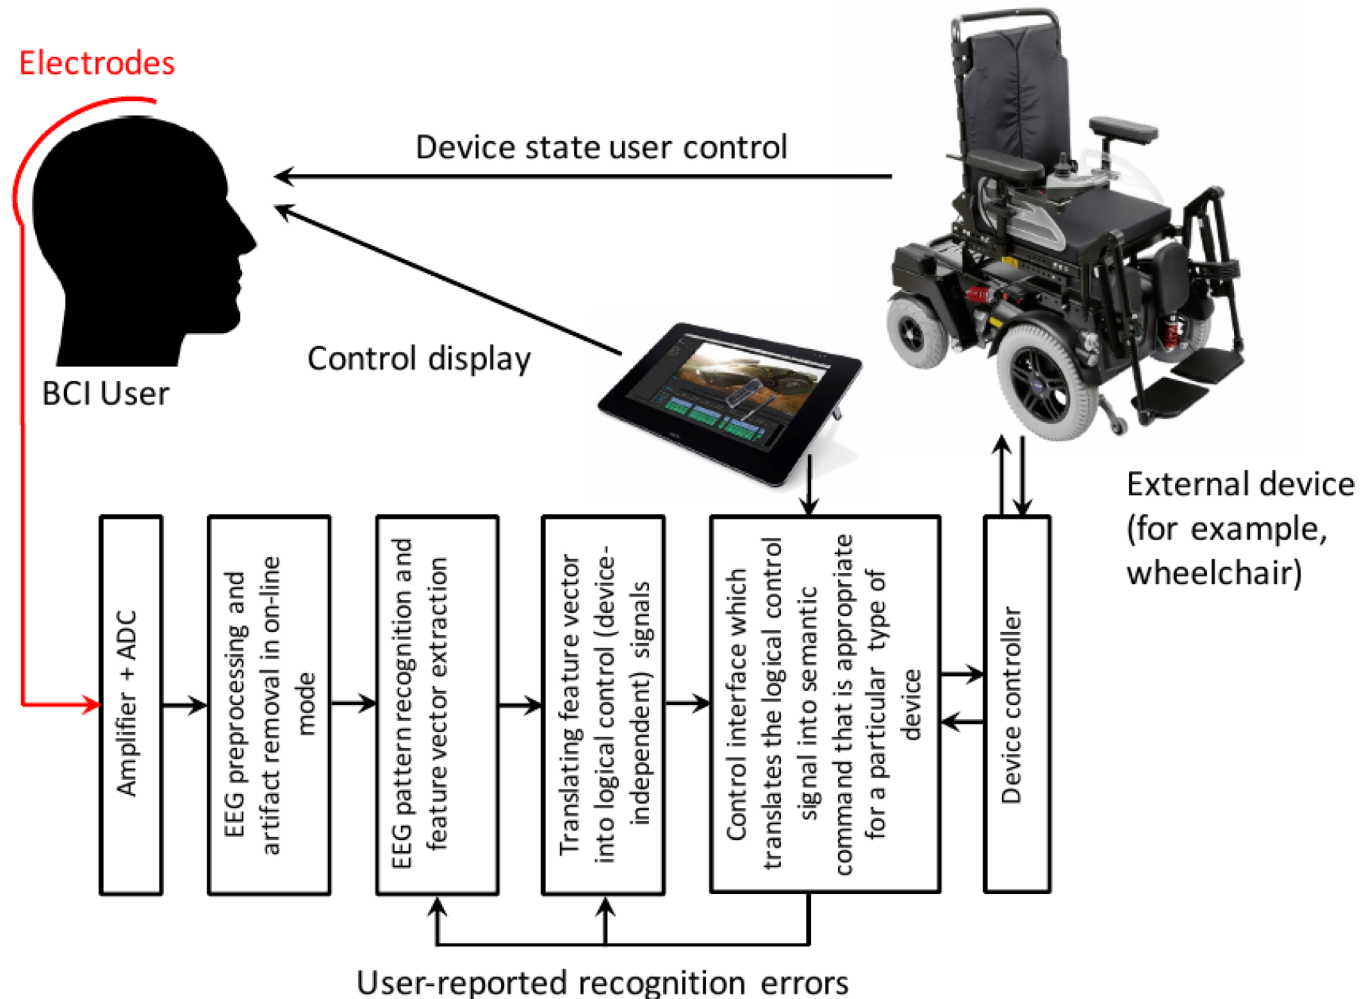 Electrodes
Device state user control
Control display
BCI User
External device
(for example,
wheelchair)
Amplifier + ADC
EEG preprocessing and
artifact removal in on-line
mode
EEG pattern recognition and
feature vector extraction
Translating feature vector
into logical control (device-
independent) signals
Control interface which
translates the logical control
signal into semantic
command that is appropriate
for a particular type of
device
Device controller
User-reported recognition errors